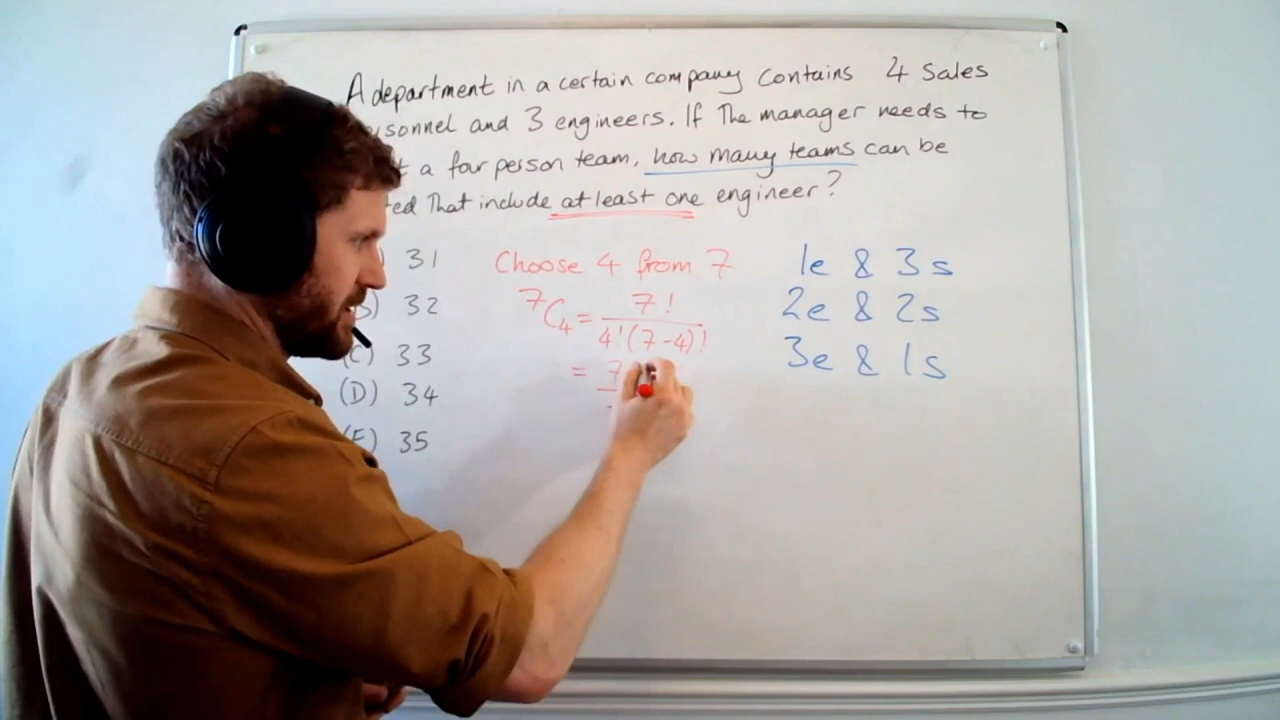 A department in a certain company contains 4 sales
sonnel and 3 engineers. If The manager needs to
t a four person team, how many teams can be
ed That include at least one engineer?
) 31
) 32
(C) 33
(D) 34
(E) 35
Choose 4 from 7
⁷C₄ = 7! / 4!(7-4)!
= 7
1e & 3s
2e & 2s
3e & 1s